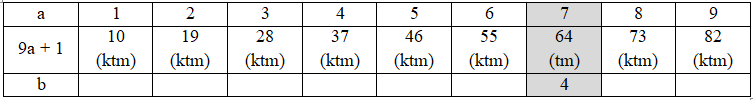 a 1 2 3 4 5 6 7 8 9
9a + 1 10 19 28 37 46 55 64 73 82
(ktm) (ktm) (ktm) (ktm) (ktm) (ktm) (tm) (ktm) (ktm)
b 4